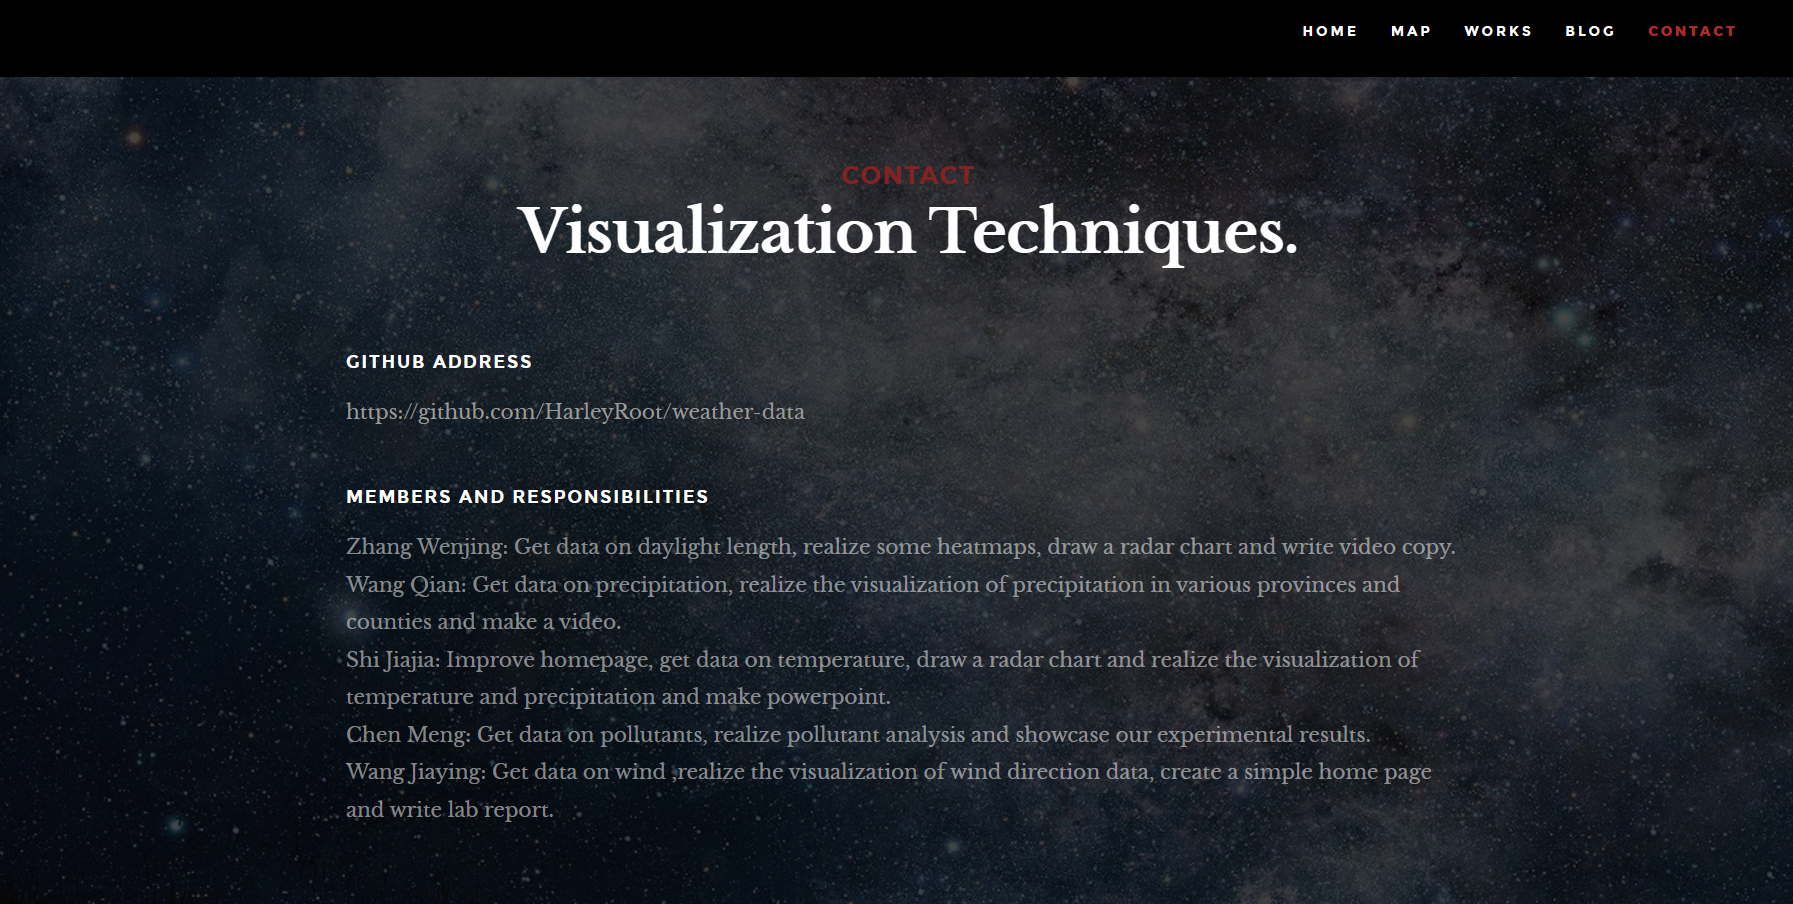 HOME MAP WORKS BLOG CONTACT
CONTACT
Visualization Techniques.
GITHUB ADDRESS
https://github.com/HarleyRoot/weather-data
MEMBERS AND RESPONSIBILITIES
Zhang Wenjing: Get data on daylight length, realize some heatmaps, draw a radar chart and write video copy.
Wang Qian: Get data on precipitation, realize the visualization of precipitation in various provinces and
counties and make a video.
Shi Jiajia: Improve homepage, get data on temperature, draw a radar chart and realize the visualization of
temperature and precipitation and make powerpoint.
Chen Meng: Get data on pollutants, realize pollutant analysis and showcase our experimental results.
Wang Jiaying: Get data on wind ,realize the visualization of wind direction data, create a simple home page
and write lab report.